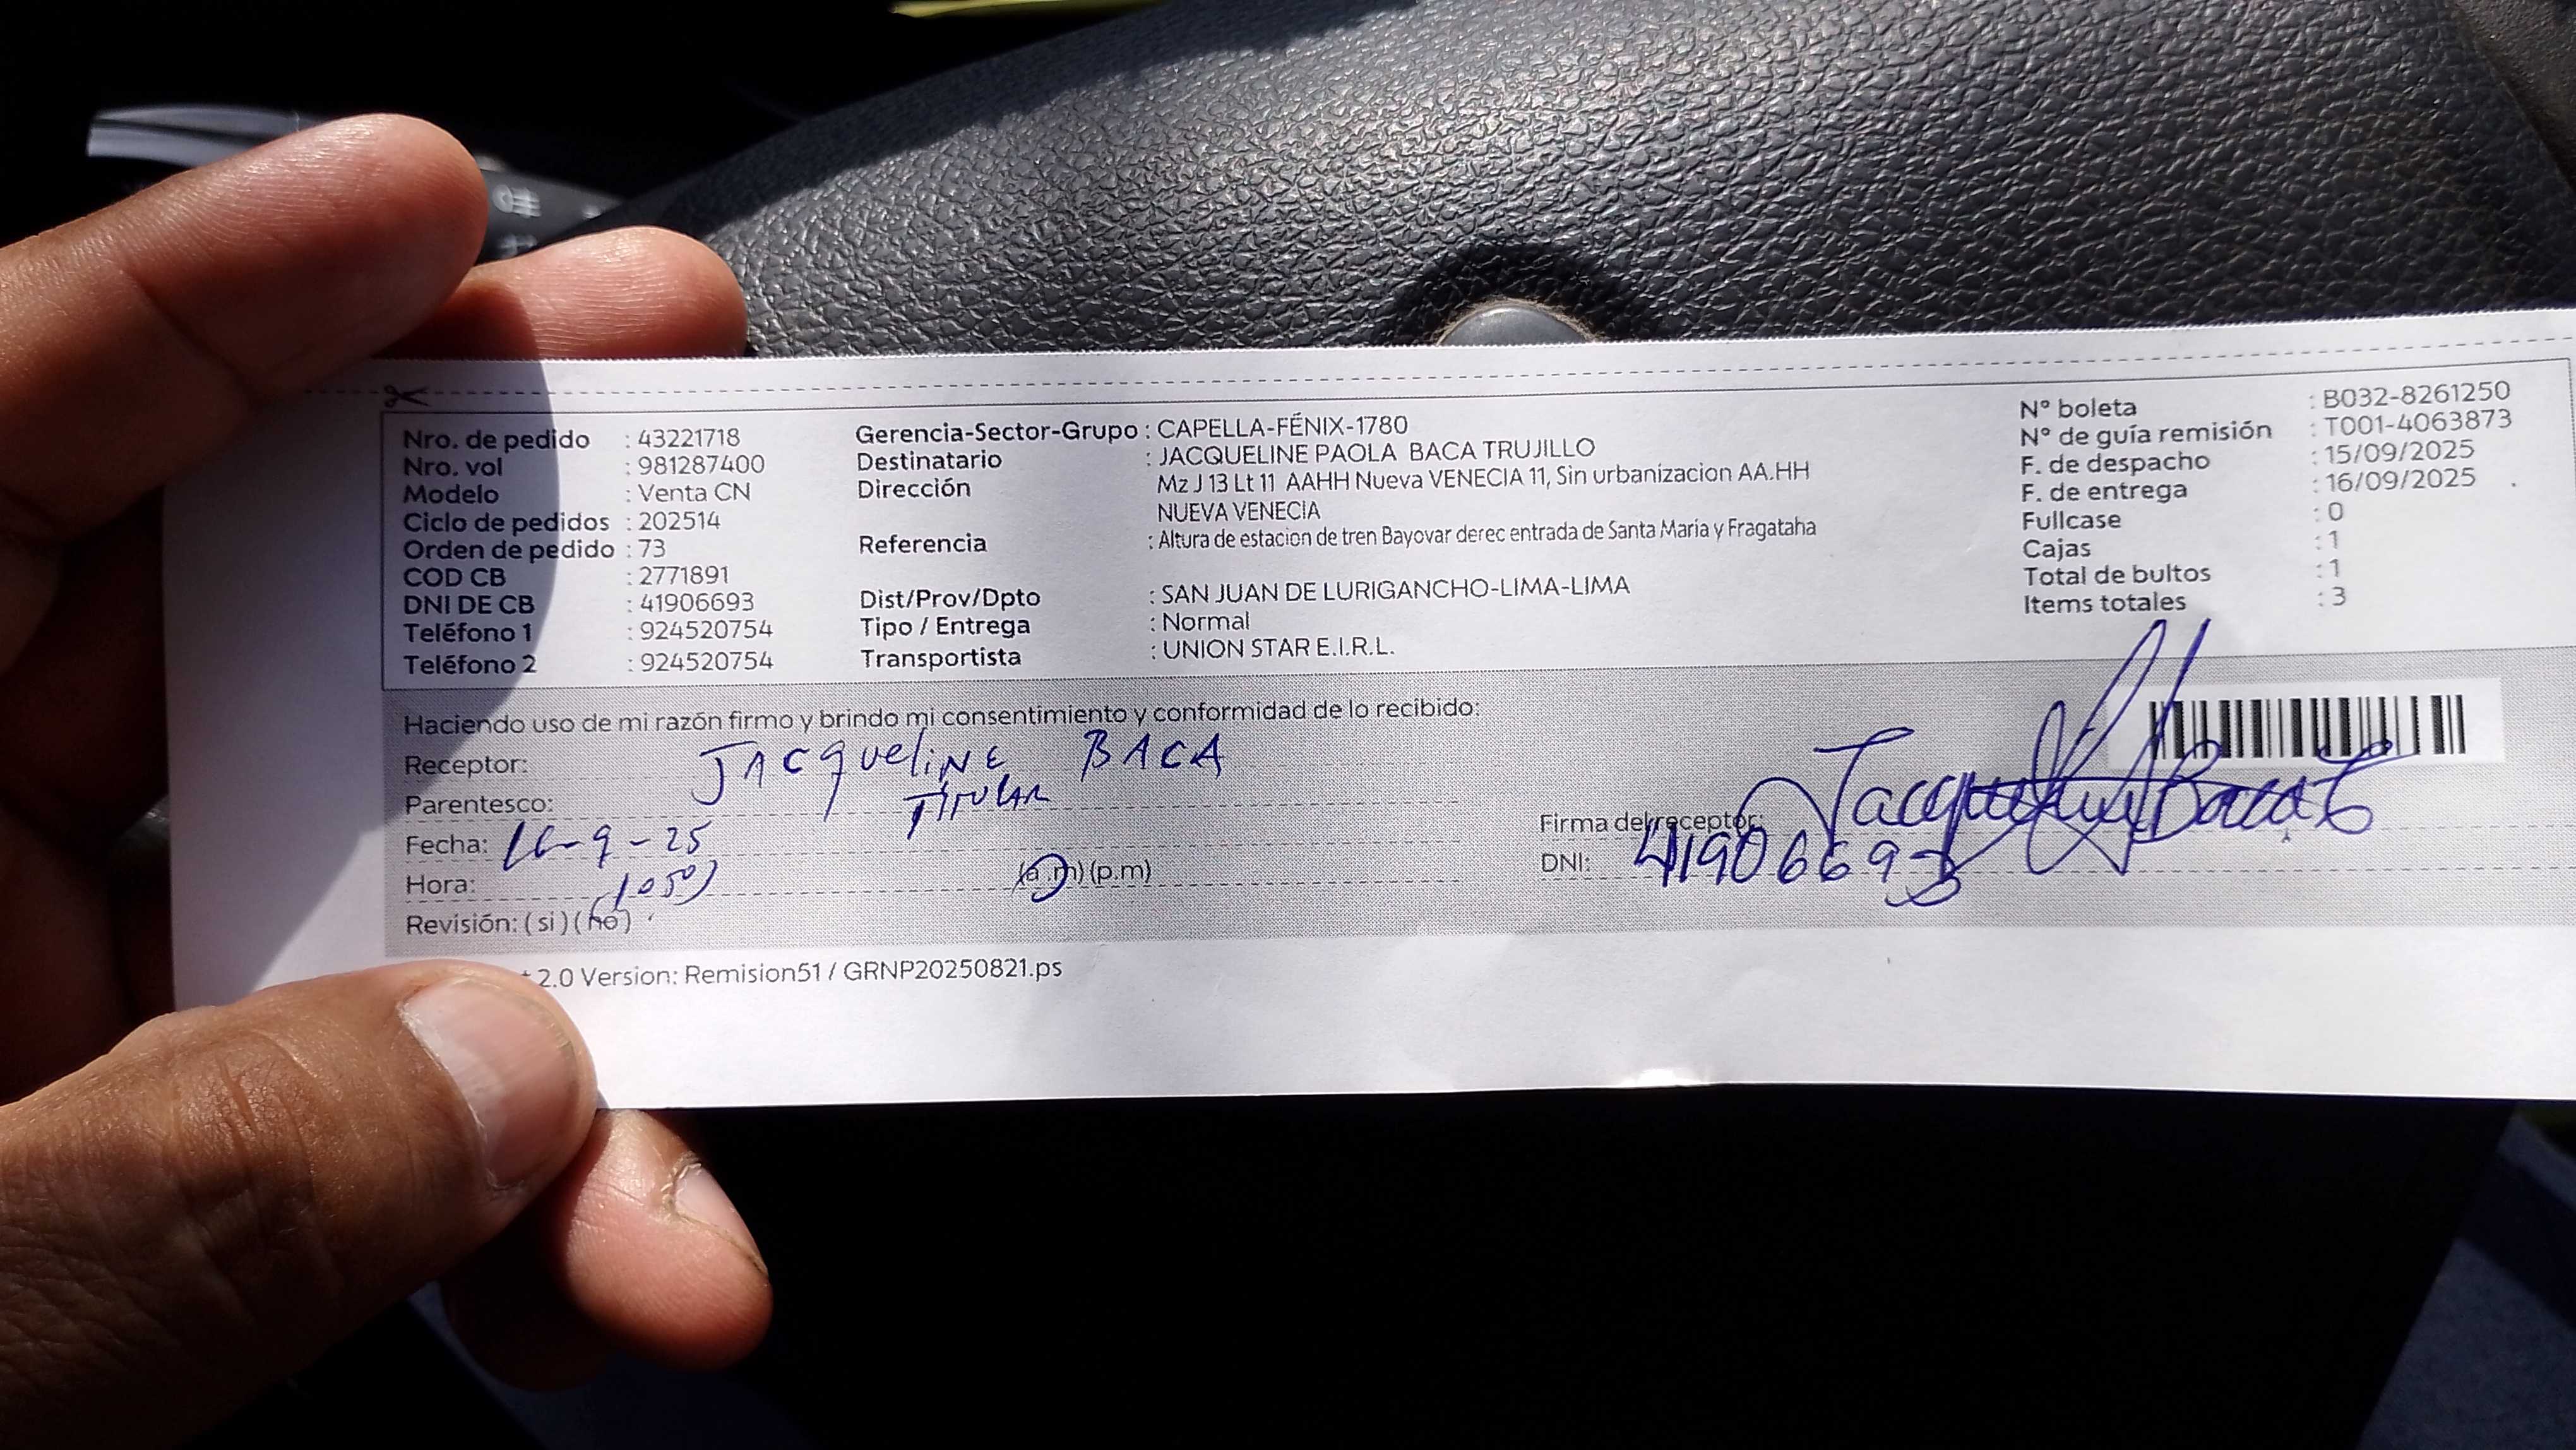 Nro. de pedido : 43221718
Nro. vol : 981287400
Modelo : Venta CN
Ciclo de pedidos : 202514
Orden de pedido : 73
COD CB : 2771891
DNI DE CB : 41906693
Teléfono 1 : 924520754
Teléfono 2 : 924520754
Gerencia-Sector-Grupo : CAPELLA-FÉNIX-1780
Destinatario : JACQUELINE PAOLA BACA TRUJILLO
Dirección Mz J 13 Lt 11 AAHH Nueva VENECIA 11, Sin urbanizacion AA.HH
NUEVA VENECIA
Referencia : Altura de estacion de tren Bayovar derec entrada de Santa Maria y Fragataha
Dist/Prov/Dpto : SAN JUAN DE LURIGANCHO-LIMA-LIMA
Tipo / Entrega : Normal
Transportista : UNION STAR E.I.R.L.
N° boleta : B032-8261250
N° de guía remisión : T001-4063873
F. de despacho : 15/09/2025
F. de entrega : 16/09/2025
Fullcase : 0
Cajas : 1
Total de bultos : 1
Items totales : 3
Haciendo uso de mi razón firmo y brindo mi consentimiento y conformidad de lo recibido:
Receptor: JACqueliNE BACA
Parentesco: TITULAR
Fecha: 16-9-25
Hora: (a.m) (p.m)
Revisión: (si) (no)
Firma del receptor: Jacqueline Baca T
DNI: 41906693
2.0 Version: Remision51 / GRNP20250821.ps